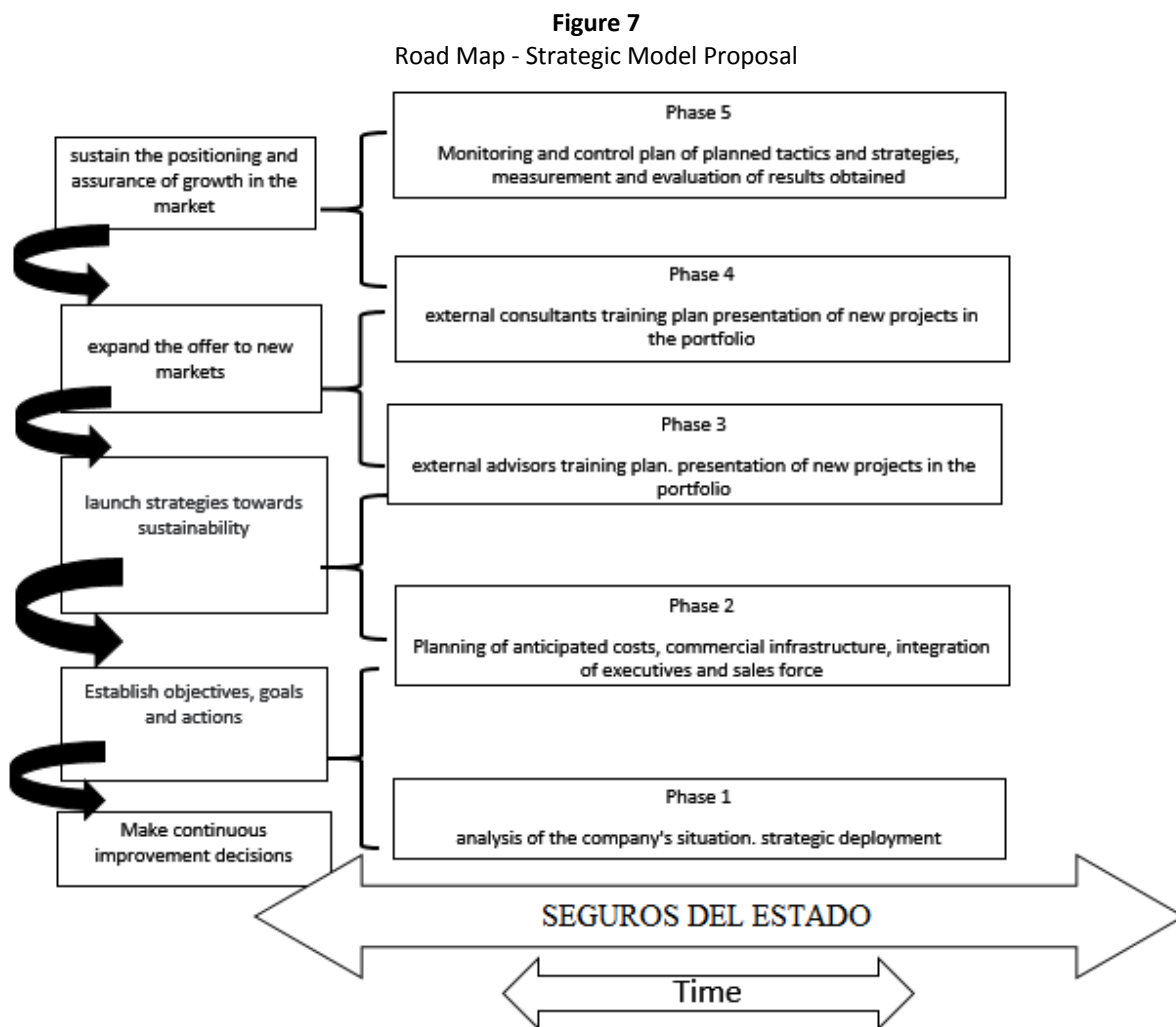 Figure 7
Road Map - Strategic Model Proposal
sustain the positioning and
assurance of growth in the
market
Phase 5
Monitoring and control plan of planned tactics and strategies,
measurement and evaluation of results obtained
expand the offer to new
markets
Phase 4
external consultants training plan presentation of new projects in
the portfolio
launch strategies towards
sustainability
Phase 3
external advisors training plan. presentation of new projects in the
portfolio
Establish objectives, goals
and actions
Phase 2
Planning of anticipated costs, commercial infrastructure, integration
of executives and sales force
Make continuous
improvement decisions
Phase 1
analysis of the company's situation. strategic deployment
SEGUROS DEL ESTADO
Time